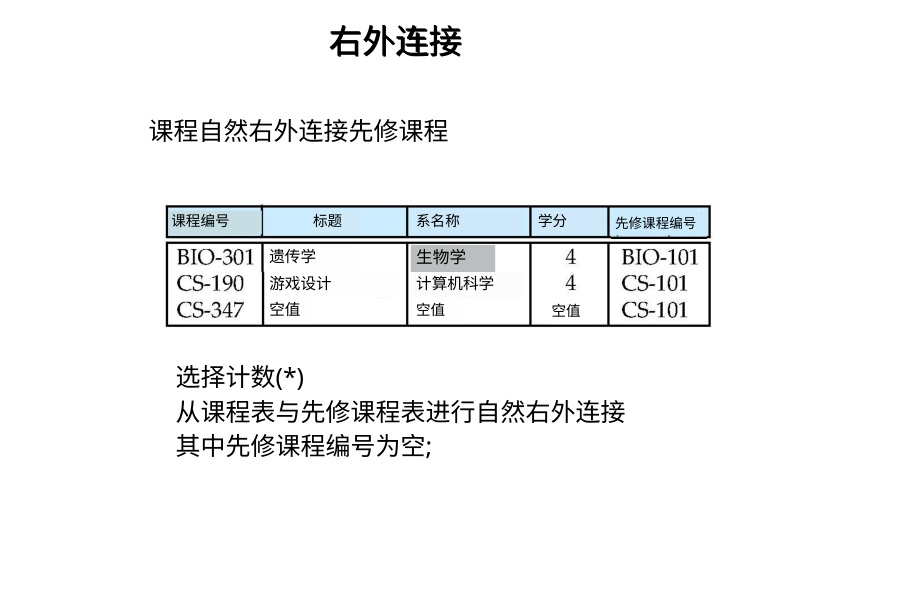 右外连接
课程自然右外连接先修课程
课程编号 标题 系名称 学分 先修课程编号
BIO-301 遗传学 生物学 4 BIO-101
CS-190 游戏设计 计算机科学 4 CS-101
CS-347 空值 空值 空值 CS-101
选择计数(*)
从课程表与先修课程表进行自然右外连接
其中先修课程编号为空;